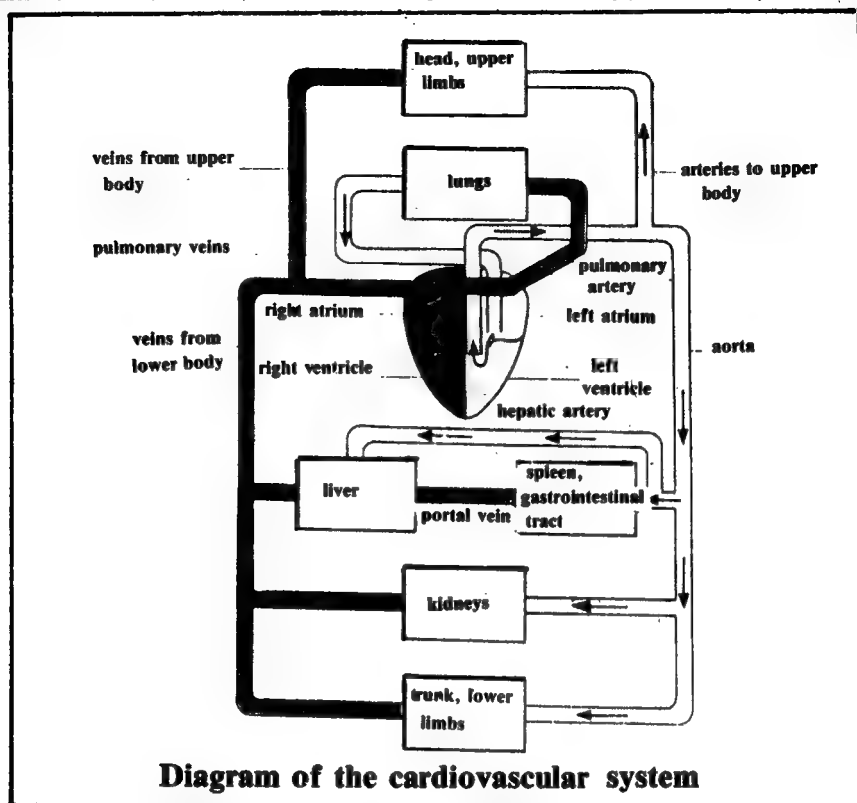 head, upper
limbs
veins from upper
body
lungs
arteries to upper
body
pulmonary veins
pulmonary
artery
right atrium
left atrium
veins from
lower body
aorta
right ventricle
left
ventricle
hepatic artery
liver
spleen,
gastrointestinal
tract
portal vein
kidneys
trunk, lower
limbs
Diagram of the cardiovascular system